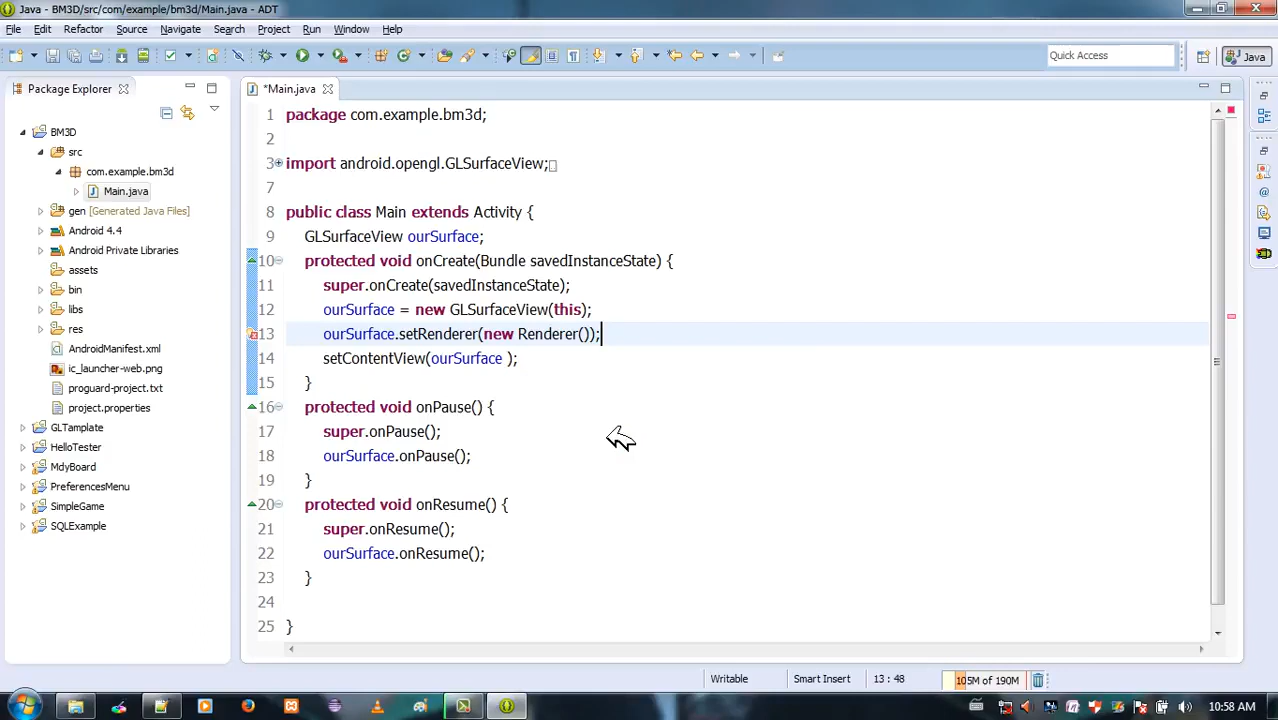 Java - BM3D/src/com/example/bm3d/Main.java - ADT
File Edit Refactor Source Navigate Search Project Run Window Help
Quick Access
Java
Package Explorer
*Main.java
BM3D
src
com.example.bm3d
Main.java
gen [Generated Java Files]
Android 4.4
Android Private Libraries
assets
bin
libs
res
AndroidManifest.xml
ic_launcher-web.png
proguard-project.txt
project.properties
GLTamplate
HelloTester
MdyBoard
PreferencesMenu
SimpleGame
SQLExample
1 package com.example.bm3d;
2
3 import android.opengl.GLSurfaceView;
7
8 public class Main extends Activity {
9 GLSurfaceView ourSurface;
10 protected void onCreate(Bundle savedInstanceState) {
11 super.onCreate(savedInstanceState);
12 ourSurface = new GLSurfaceView(this);
13 ourSurface.setRenderer(new Renderer());
14 setContentView(ourSurface );
15 }
16 protected void onPause() {
17 super.onPause();
18 ourSurface.onPause();
19 }
20 protected void onResume() {
21 super.onResume();
22 ourSurface.onResume();
23 }
24
25 }
Writable Smart Insert 13 : 48 105M of 190M
10:58 AM